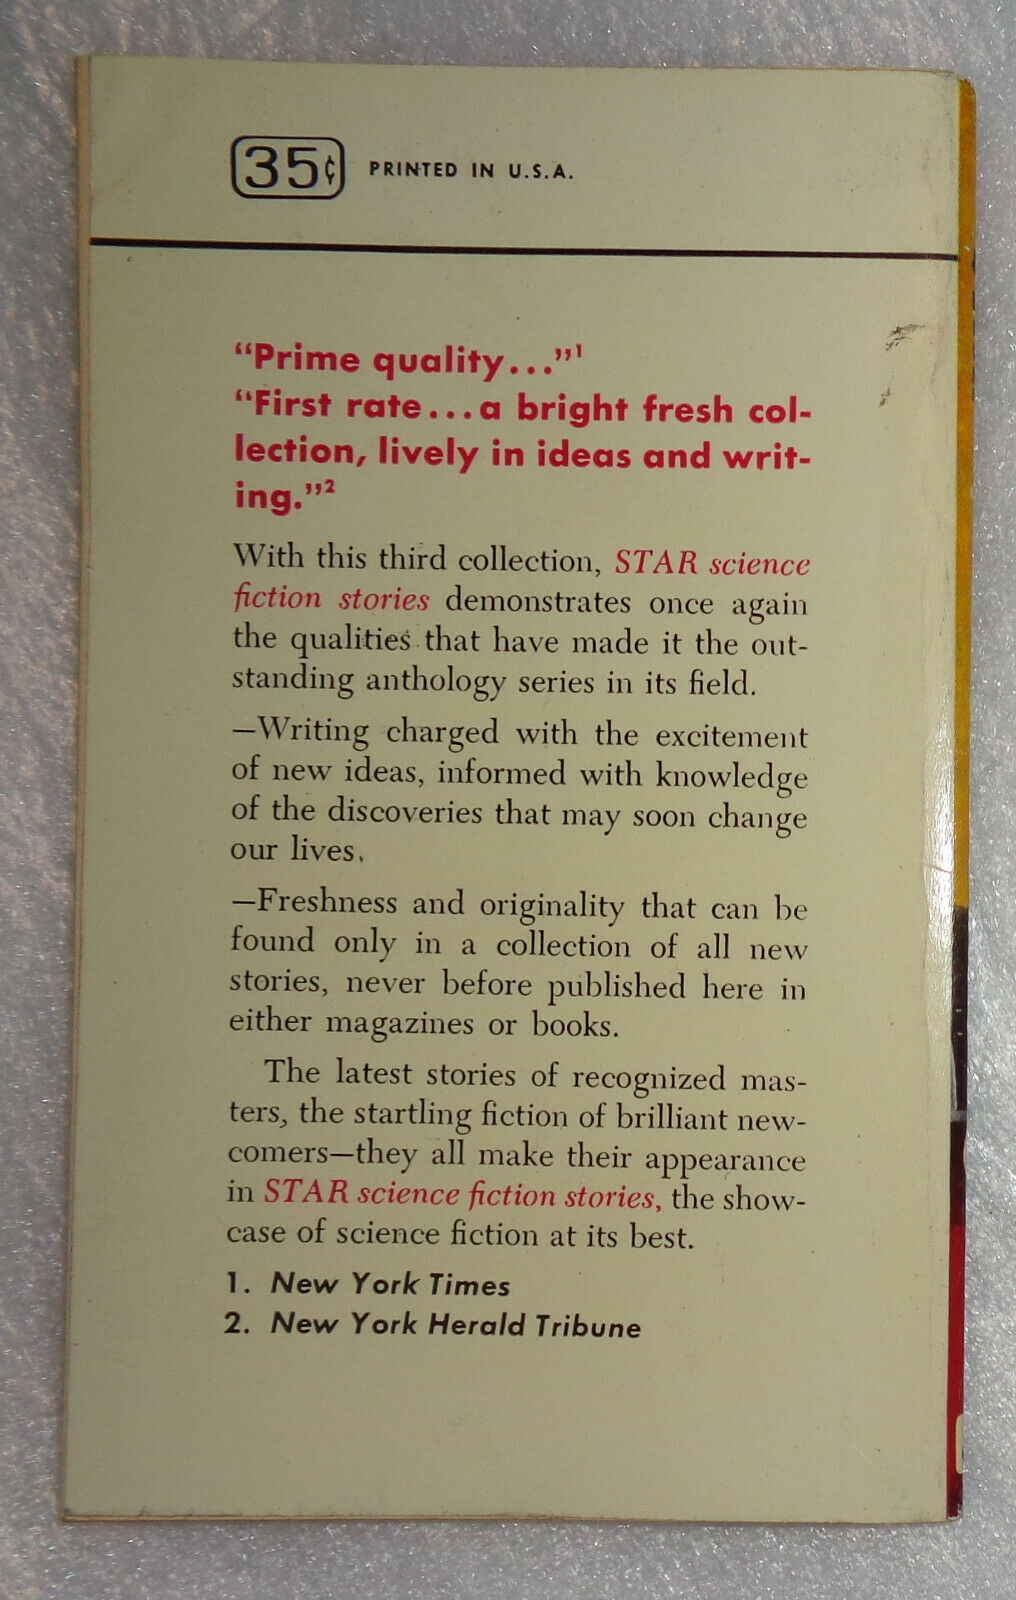 35¢ PRINTED IN U.S.A.
“Prime quality...”1
“First rate...a bright fresh col-
lection, lively in ideas and writ-
ing.”2
With this third collection, STAR science
fiction stories demonstrates once again
the qualities that have made it the out-
standing anthology series in its field.
—Writing charged with the excitement
of new ideas, informed with knowledge
of the discoveries that may soon change
our lives.
—Freshness and originality that can be
found only in a collection of all new
stories, never before published here in
either magazines or books.
The latest stories of recognized mas-
ters, the startling fiction of brilliant new-
comers—they all make their appearance
in STAR science fiction stories, the show-
case of science fiction at its best.
1. New York Times
2. New York Herald Tribune